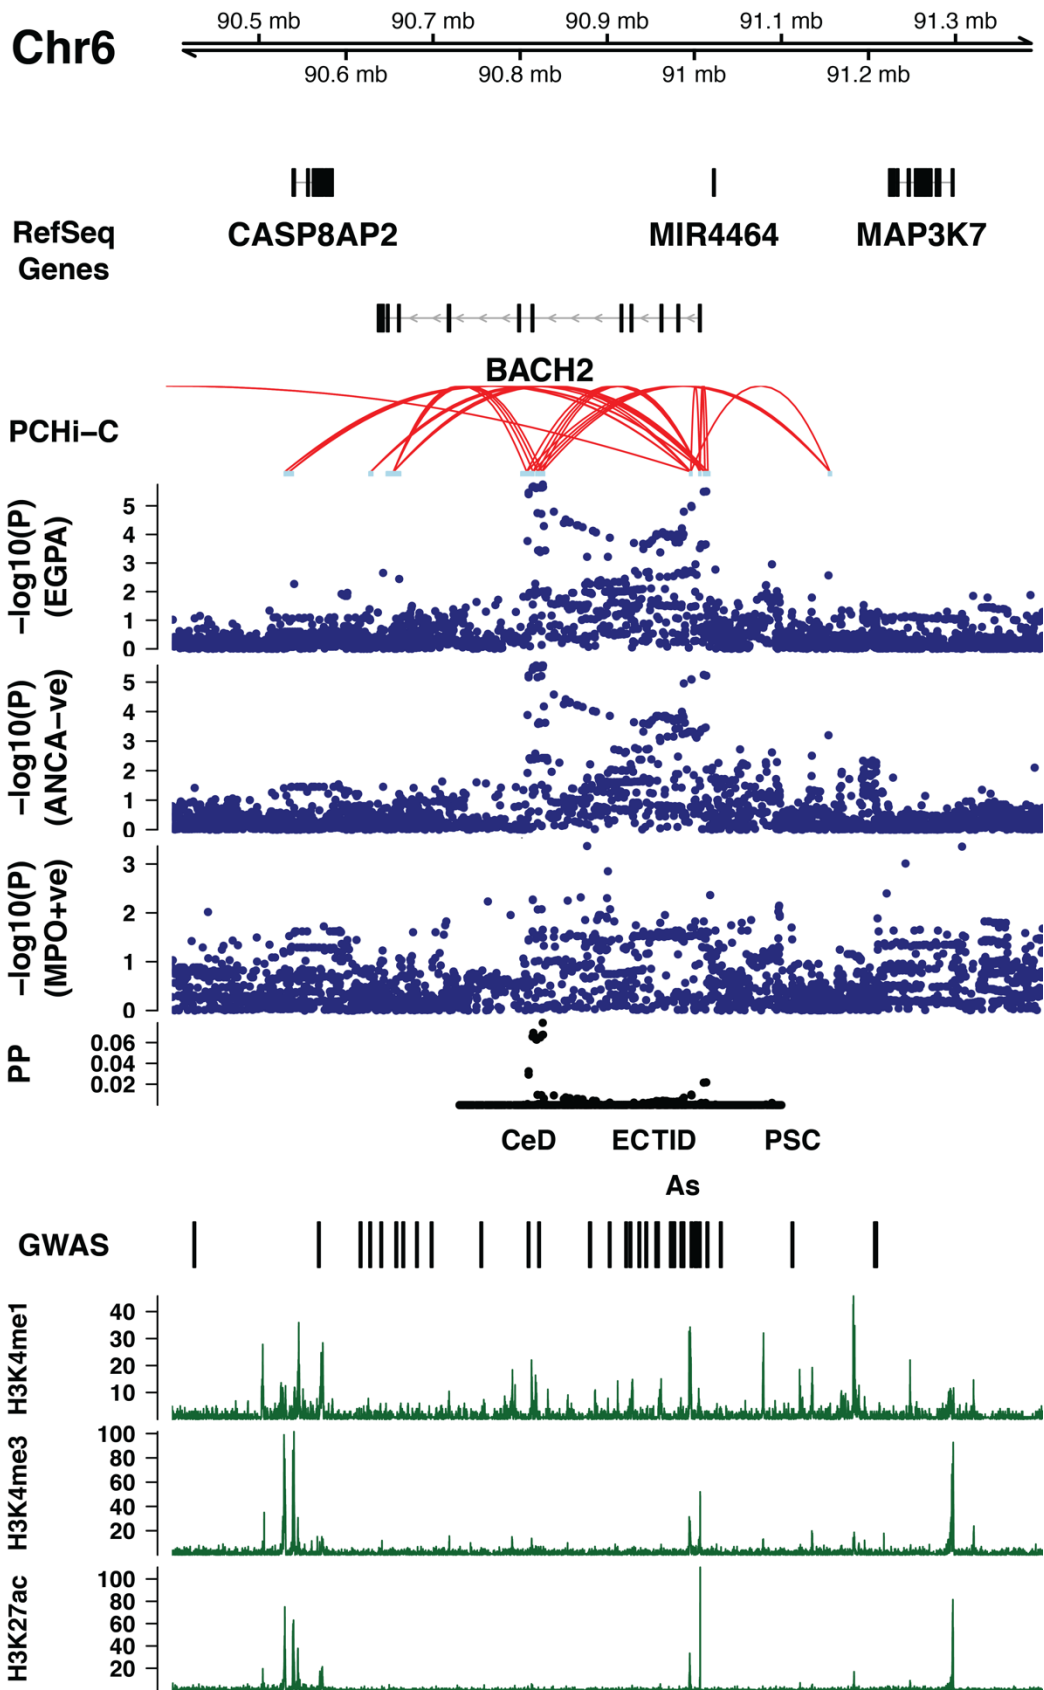 Chr6
90.5 mb 90.7 mb 90.9 mb 91.1 mb 91.3 mb
90.6 mb 90.8 mb 91 mb 91.2 mb
RefSeq
Genes
CASP8AP2 MIR4464 MAP3K7
BACH2
PCHi-C
-log10(P)
(EGPA)
5
4
3
2
1
0
-log10(P)
(ANCA-ve)
5
4
3
2
1
0
-log10(P)
(MPO+ve)
3
2
1
0
PP
0.06
0.04
0.02
CeD ECTID PSC
As
GWAS
H3K4me1
40
30
20
10
H3K4me3
100
80
60
40
20
H3K27ac
100
80
60
40
20